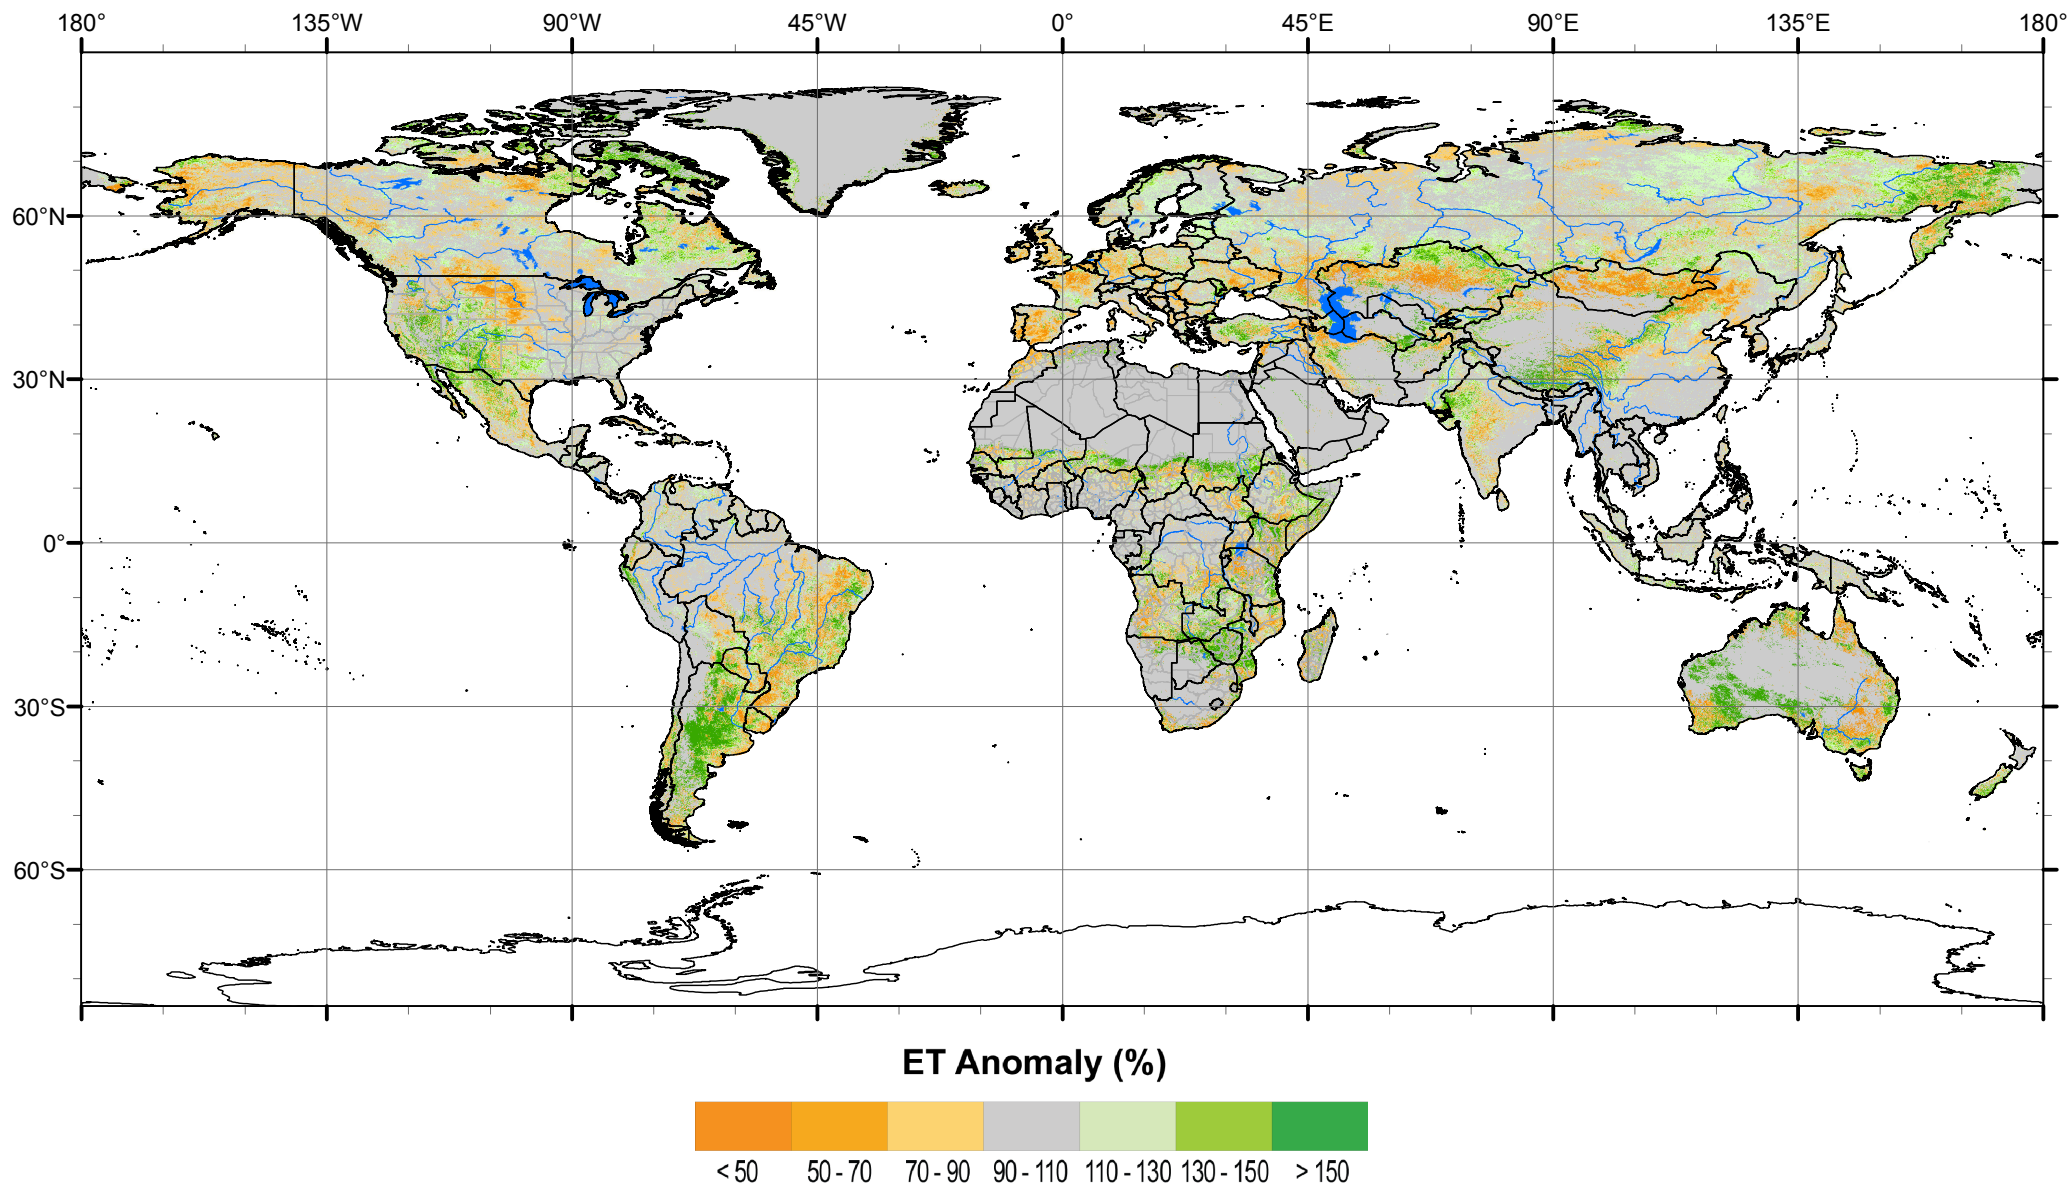 180° 135°W 90°W 45°W 0° 45°E 90°E 135°E 180°
60°N
30°N
0°
30°S
60°S
ET Anomaly (%)
< 50 50 - 70 70 - 90 90 - 110 110 - 130 130 - 150 > 150